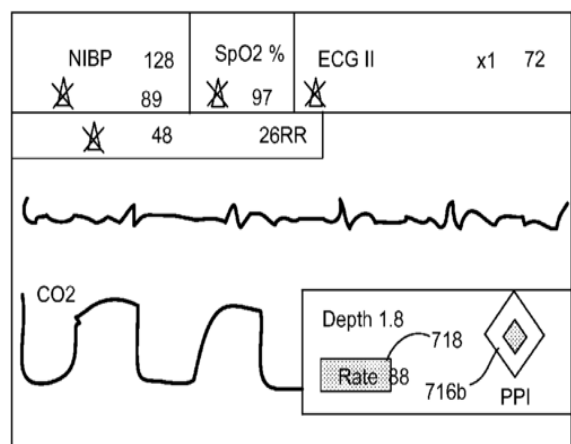 NIBP 128 SpO2 % ECG II x1 72
89 97
48 26RR
CO2
Depth 1.8
718
Rate 88
716b
PPI